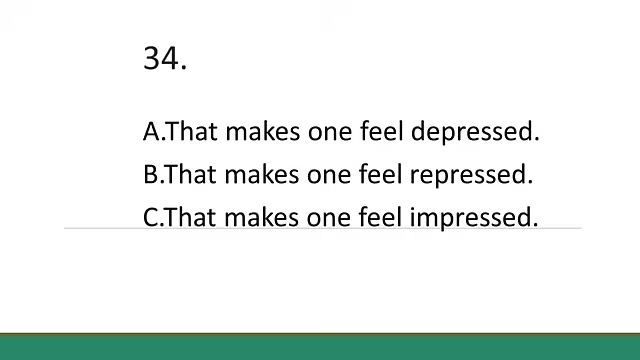 34.
A.That makes one feel depressed.
B.That makes one feel repressed.
C.That makes one feel impressed.